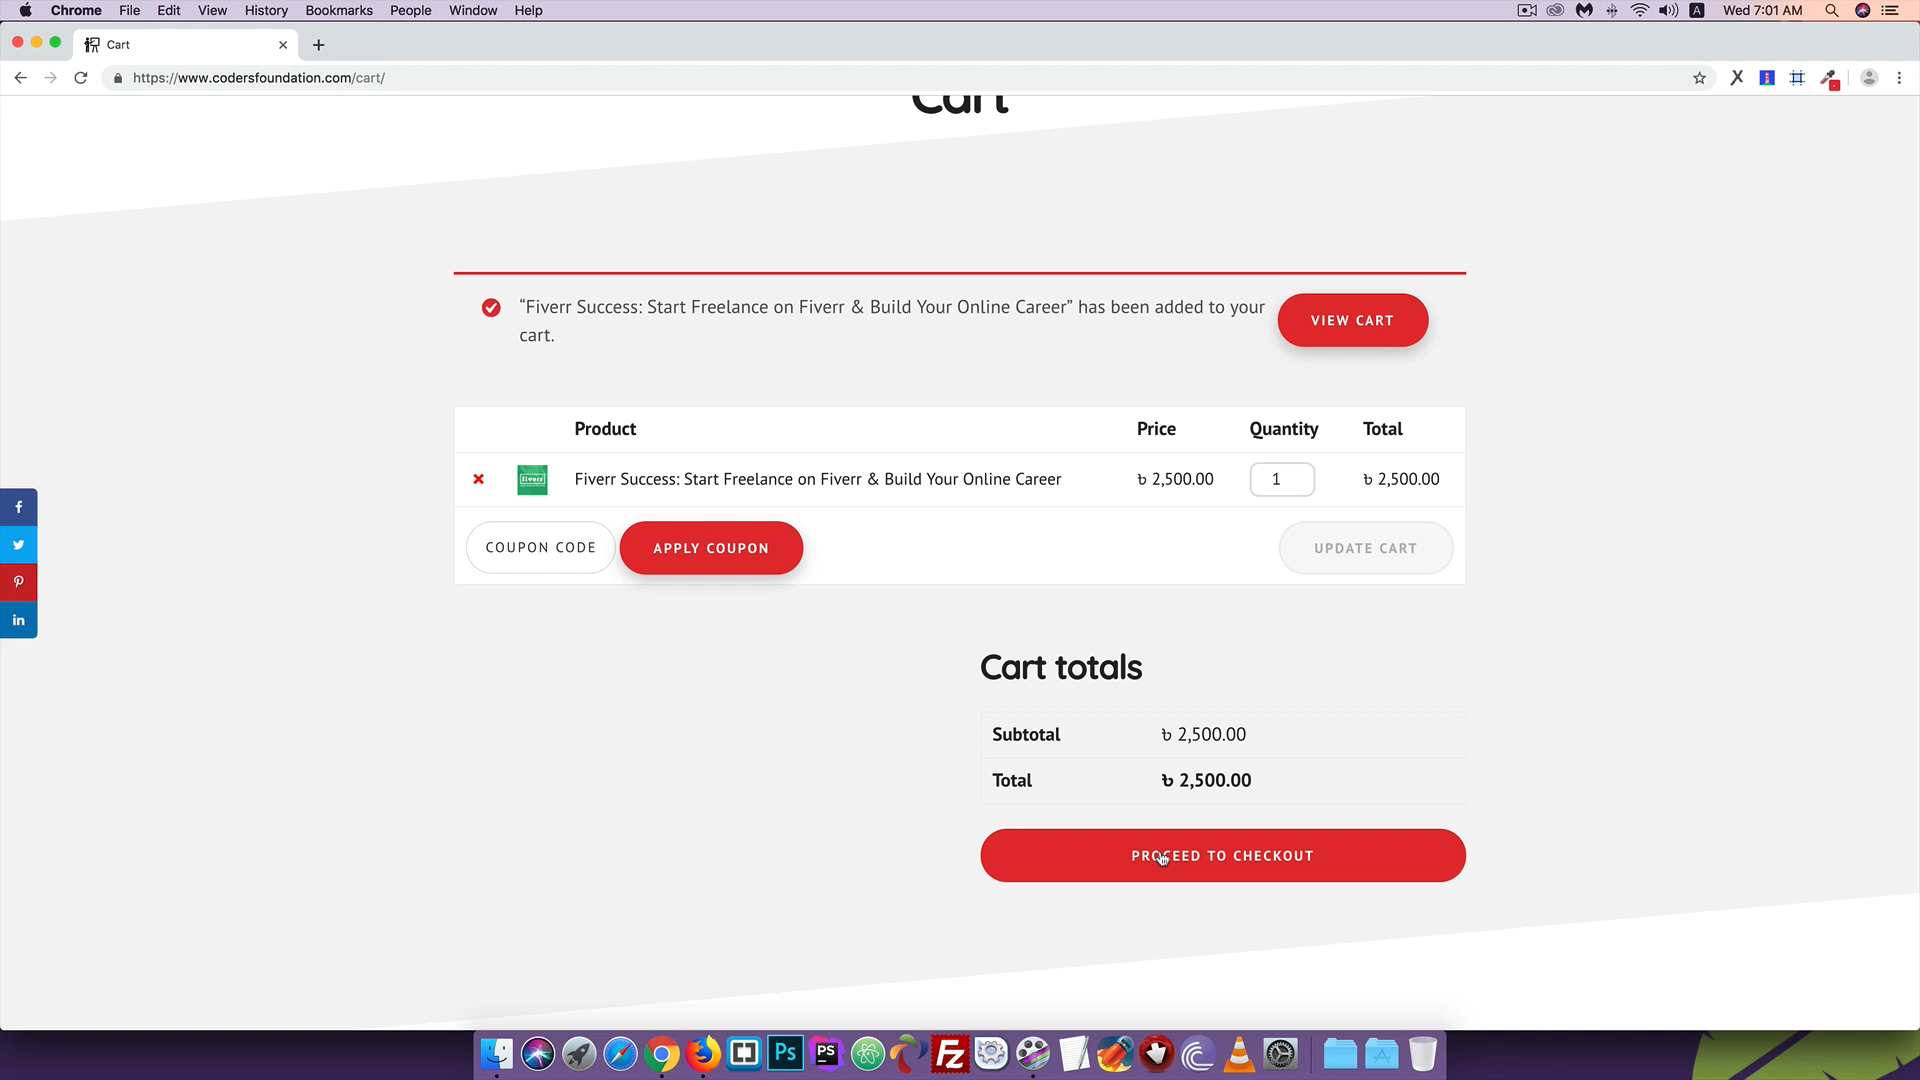 Chrome File Edit View History Bookmarks People Window Help Wed 7:01 AM
Cart
https://www.codersfoundation.com/cart/
Cart
“Fiverr Success: Start Freelance on Fiverr & Build Your Online Career” has been added to your
cart.
VIEW CART
Product Price Quantity Total
Fiverr Success: Start Freelance on Fiverr & Build Your Online Career ৳ 2,500.00 1 ৳ 2,500.00
COUPON CODE APPLY COUPON UPDATE CART
Cart totals
Subtotal ৳ 2,500.00
Total ৳ 2,500.00
PROCEED TO CHECKOUT